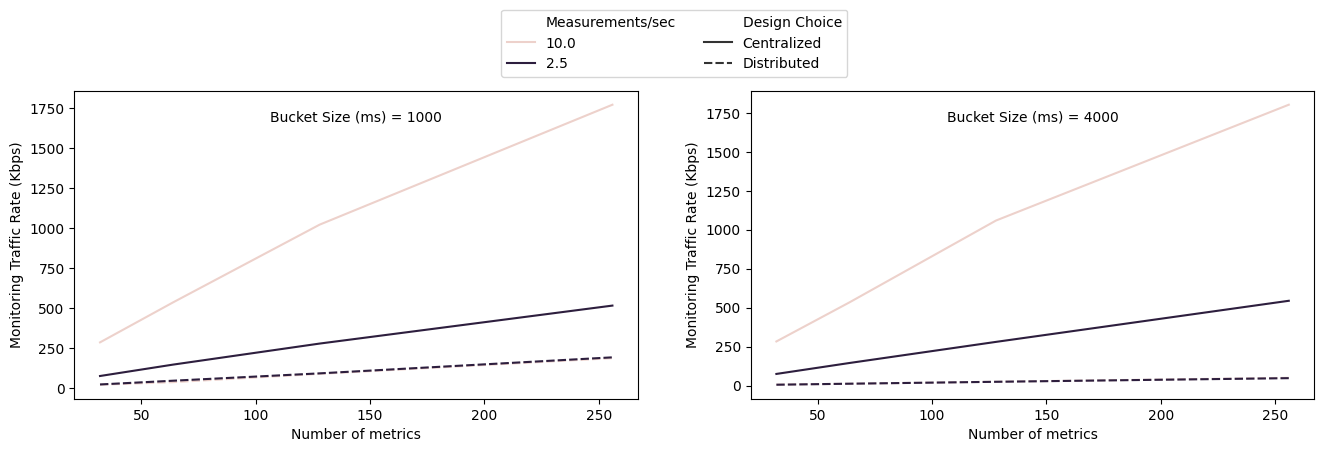 Measurements/sec
10.0
2.5
Design Choice
Centralized
Distributed
Bucket Size (ms) = 1000
Monitoring Traffic Rate (Kbps)
1750
1500
1250
1000
750
500
250
0
50
100
150
200
250
Number of metrics
Bucket Size (ms) = 4000
Monitoring Traffic Rate (Kbps)
1750
1500
1250
1000
750
500
250
0
50
100
150
200
250
Number of metrics